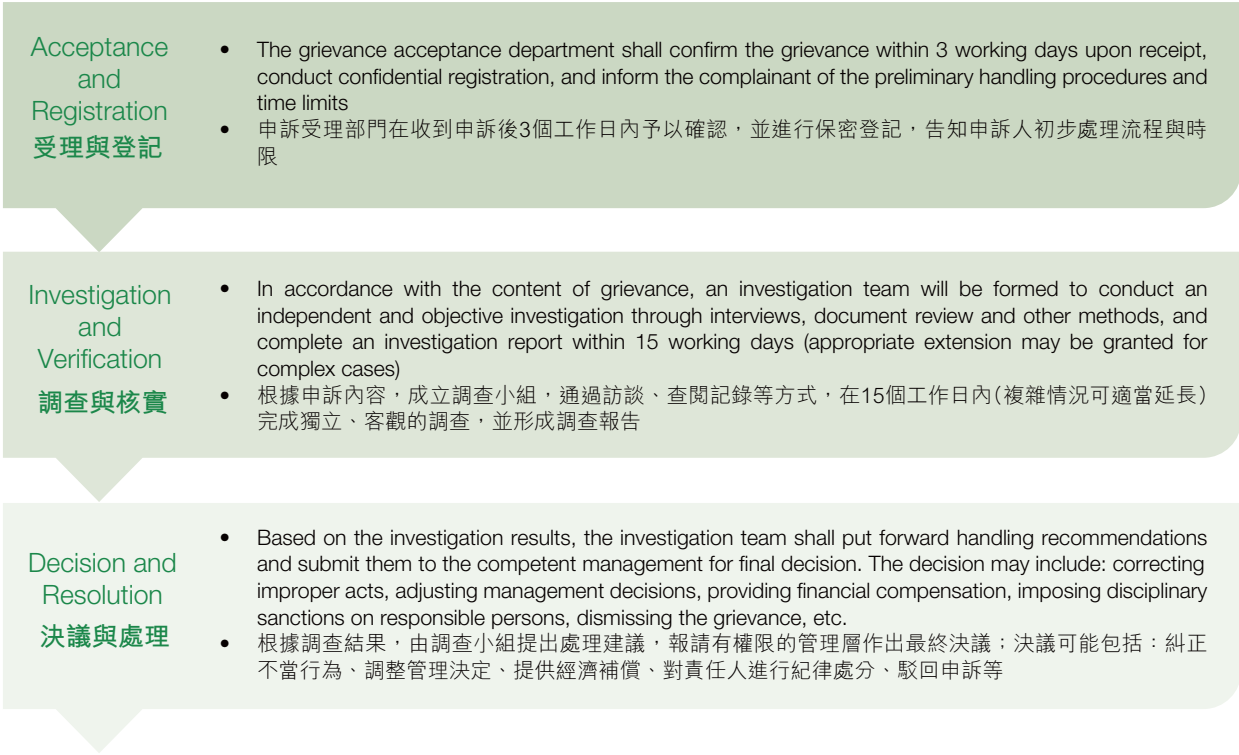 Acceptance
and
Registration
受理與登記
• The grievance acceptance department shall confirm the grievance within 3 working days upon receipt,
conduct confidential registration, and inform the complainant of the preliminary handling procedures and
time limits
• 申訴受理部門在收到申訴後3個工作日內予以確認，並進行保密登記，告知申訴人初步處理流程與時
限
Investigation
and
Verification
調查與核實
• In accordance with the content of grievance, an investigation team will be formed to conduct an
independent and objective investigation through interviews, document review and other methods, and
complete an investigation report within 15 working days (appropriate extension may be granted for
complex cases)
• 根據申訴內容，成立調查小組，通過訪談、查閱記錄等方式，在15個工作日內(複雜情況可適當延長)
完成獨立、客觀的調查，並形成調查報告
Decision and
Resolution
決議與處理
• Based on the investigation results, the investigation team shall put forward handling recommendations
and submit them to the competent management for final decision. The decision may include: correcting
improper acts, adjusting management decisions, providing financial compensation, imposing disciplinary
sanctions on responsible persons, dismissing the grievance, etc.
• 根據調查結果，由調查小組提出處理建議，報請有權限的管理層作出最終決議；決議可能包括：糾正
不當行為、調整管理決定、提供經濟補償、對責任人進行紀律處分、駁回申訴等